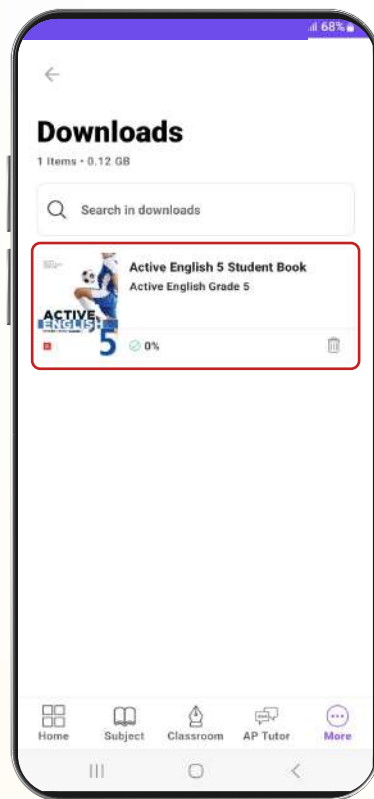 68%
Downloads
1 Items • 0.12 GB
Search in downloads
Active English 5 Student Book
Active English Grade 5
ACTIVE
ENGLISH
5
0%
Home Subject Classroom AP Tutor More